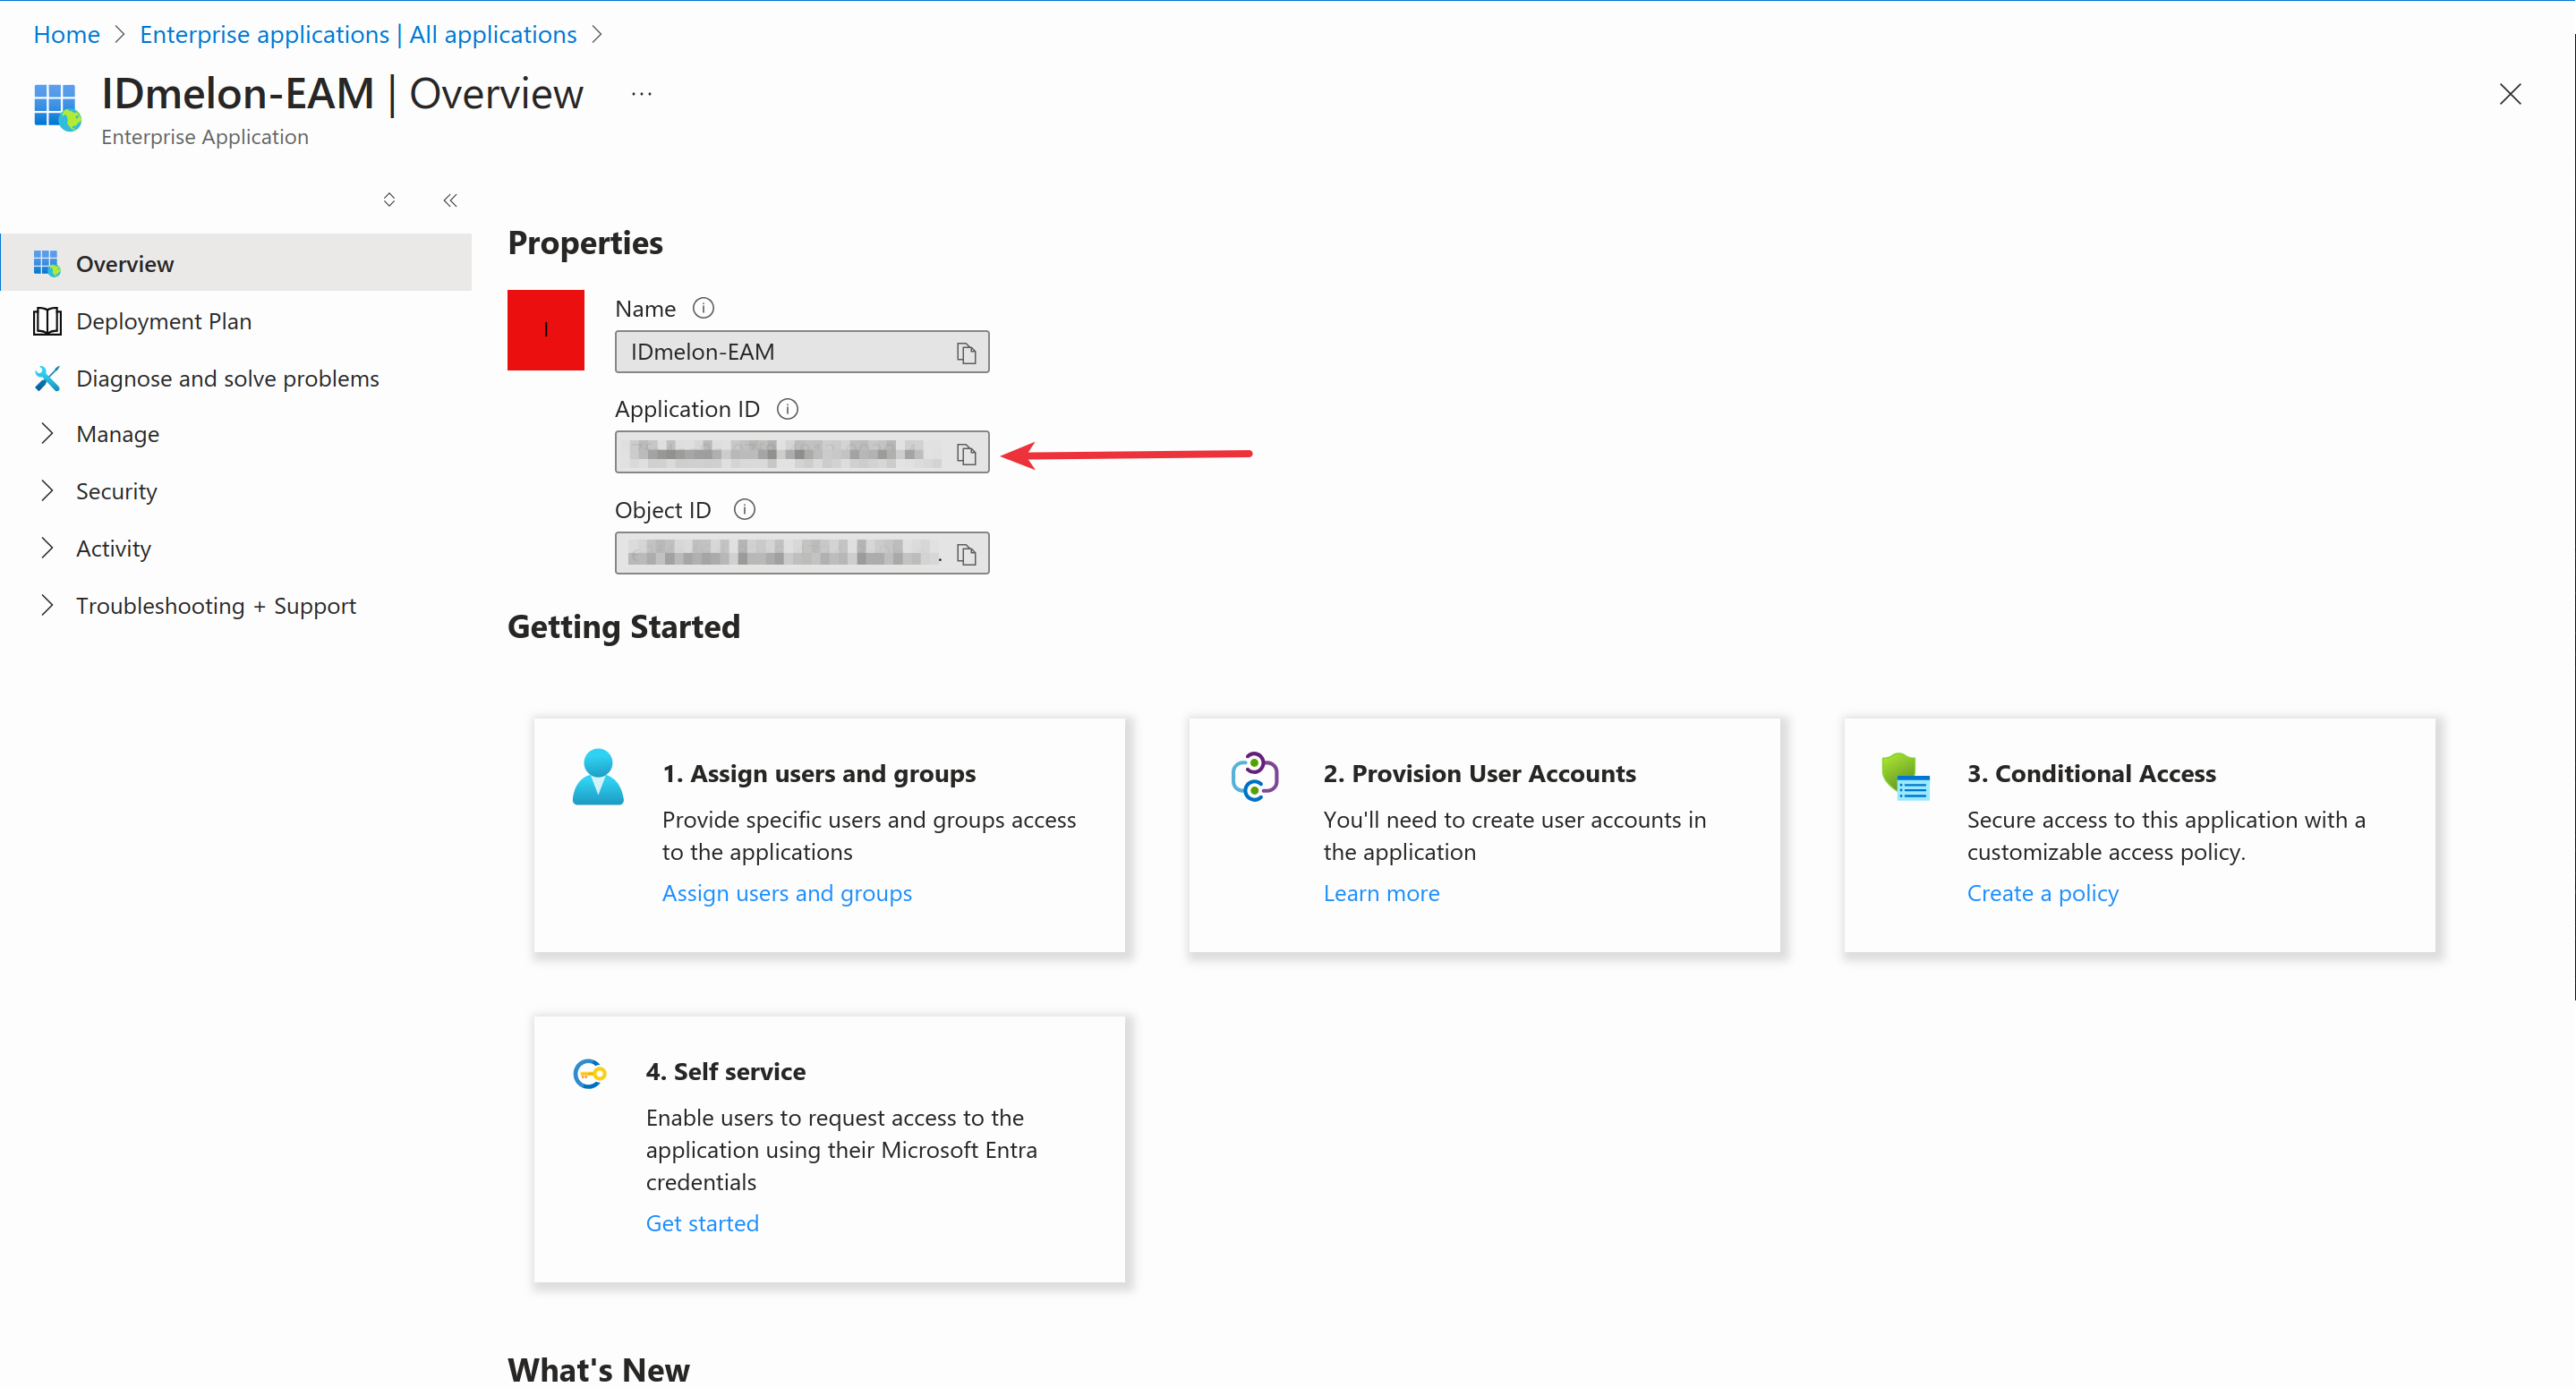 Home > Enterprise applications | All applications >
IDmelon-EAM | Overview ...
Enterprise Application
Overview
Deployment Plan
Diagnose and solve problems
Manage
Security
Activity
Troubleshooting + Support
Properties
I
Name
IDmelon-EAM
Application ID
Object ID
Getting Started
1. Assign users and groups
Provide specific users and groups access
to the applications
Assign users and groups
2. Provision User Accounts
You'll need to create user accounts in
the application
Learn more
3. Conditional Access
Secure access to this application with a
customizable access policy.
Create a policy
4. Self service
Enable users to request access to the
application using their Microsoft Entra
credentials
Get started
What's New